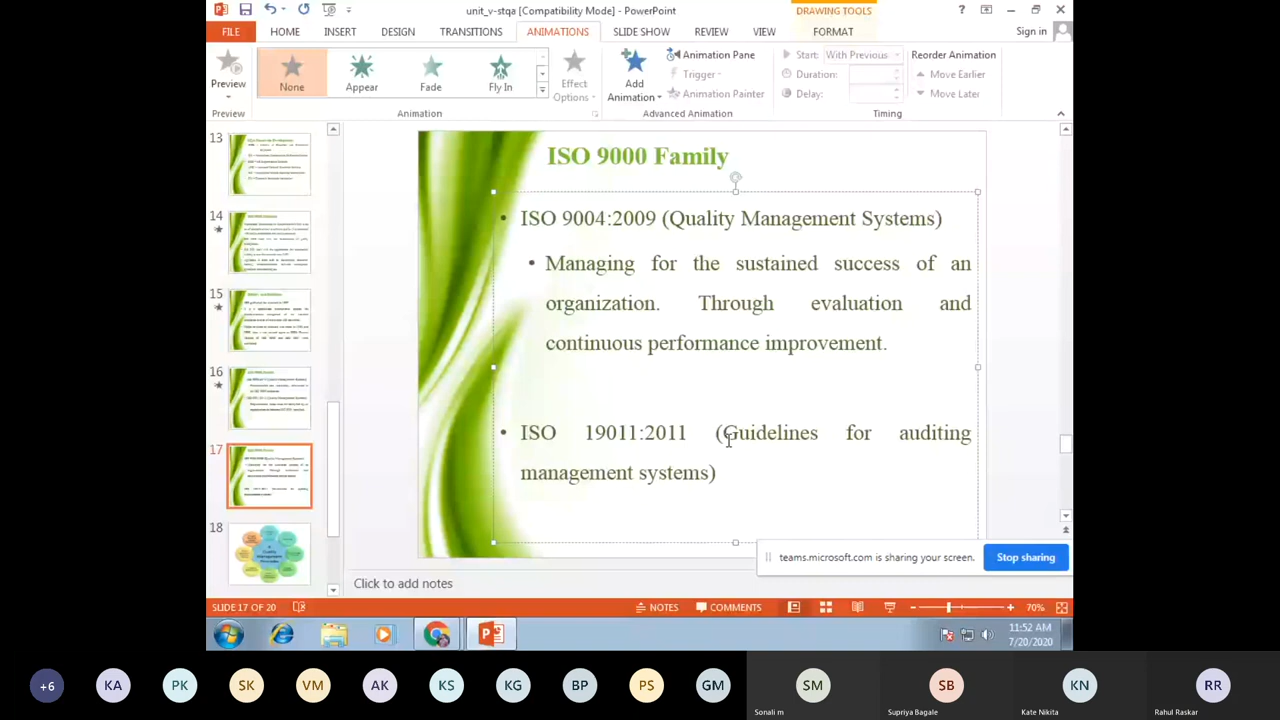 unit_v-stqa [Compatibility Mode] - PowerPoint
DRAWING TOOLS
?
Sign in
FILE
HOME
INSERT
DESIGN
TRANSITIONS
ANIMATIONS
SLIDE SHOW
REVIEW
VIEW
FORMAT
Preview
None
Appear
Fade
Fly In
Effect
Options
Add
Animation
Animation Pane
Trigger
Animation Painter
Start: With Previous
Duration:
Delay:
Reorder Animation
Move Earlier
Move Later
Preview
Animation
Advanced Animation
Timing
13
14
15
16
17
18
ISO 9000 Family
• ISO 9004:2009 (Quality Management Systems)
• Managing for the sustained success of an
organization. Through evaluation and
continuous performance improvement.
• ISO 19011:2011 (Guidelines for auditing
management systems)
teams.microsoft.com is sharing your screen.
Stop sharing
Click to add notes
SLIDE 17 OF 20
NOTES
COMMENTS
70%
11:52 AM
7/20/2020
+6
KA
PK
SK
VM
AK
KS
KG
BP
PS
GM
SM
SB
KN
RR
Sonali m
Supriya Bagale
Kate Nikita
Rahul Raskar